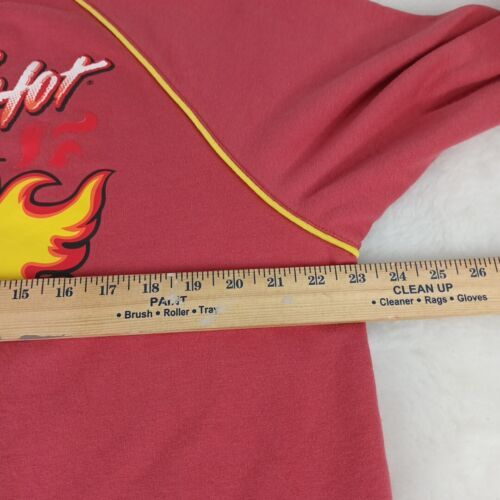 Hot
15 16 17 18 19 20 21 22 23 24 25 26
PAINT
• Brush • Roller • Tray
CLEAN UP
• Cleaner • Rags • Gloves